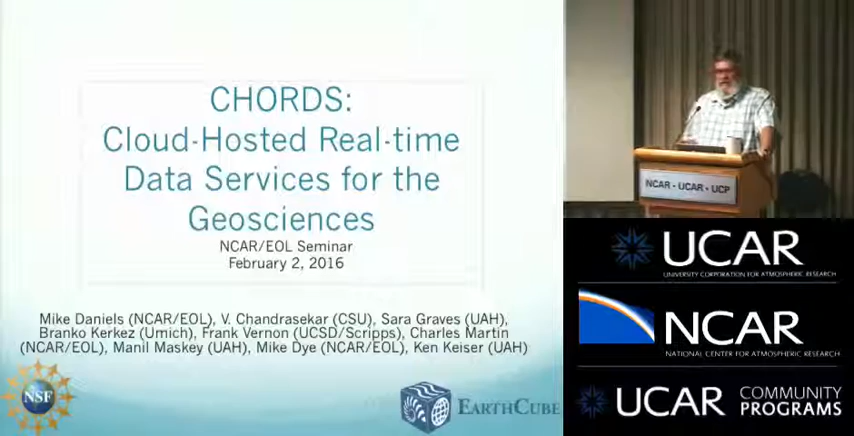 CHORDS:
Cloud-Hosted Real-time
Data Services for the
Geosciences
NCAR/EOL Seminar
February 2, 2016
Mike Daniels (NCAR/EOL), V. Chandrasekar (CSU), Sara Graves (UAH),
Branko Kerkez (Umich), Frank Vernon (UCSD/Scripps), Charles Martin
(NCAR/EOL), Manil Maskey (UAH), Mike Dye (NCAR/EOL), Ken Keiser (UAH)
NSF
EARTHCUBE
NCAR - UCAR - UCP
UCAR
UNIVERSITY CORPORATION FOR ATMOSPHERIC RESEARCH
NCAR
NATIONAL CENTER FOR ATMOSPHERIC RESEARCH
UCAR COMMUNITY
PROGRAMS